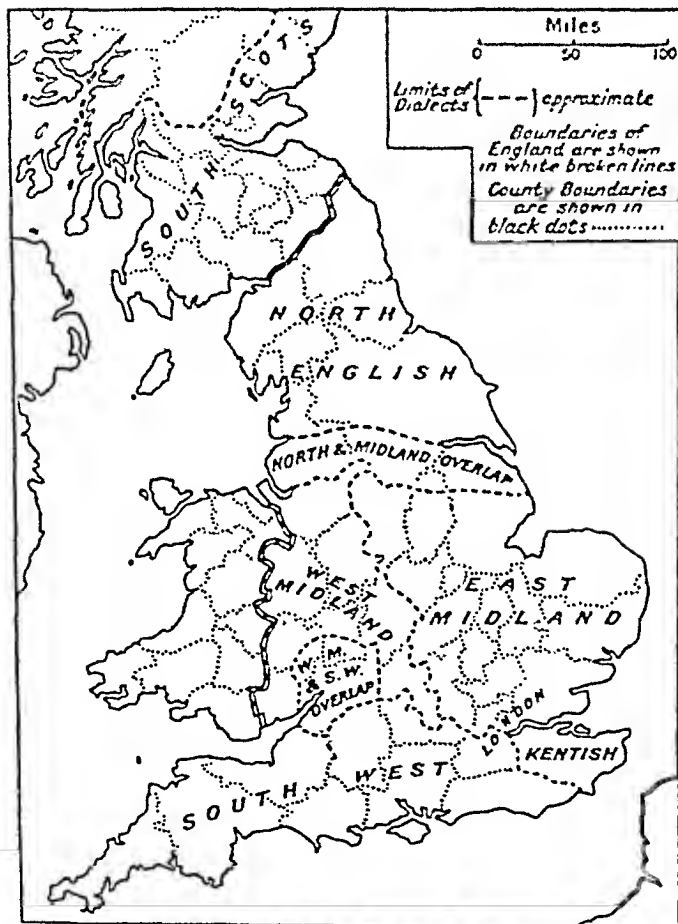 Miles
0 50 100
Limits of
Dialects { --- } approximate
Boundaries of
England are shown
in white broken lines
County Boundaries
are shown in
black dots ............
SOUTH SCOTS
NORTH
ENGLISH
NORTH & MIDLAND OVERLAP
WEST
MIDLAND
EAST
MIDLAND
W. M.
& S. W.
OVERLAP
LONDON
KENTISH
SOUTH WEST